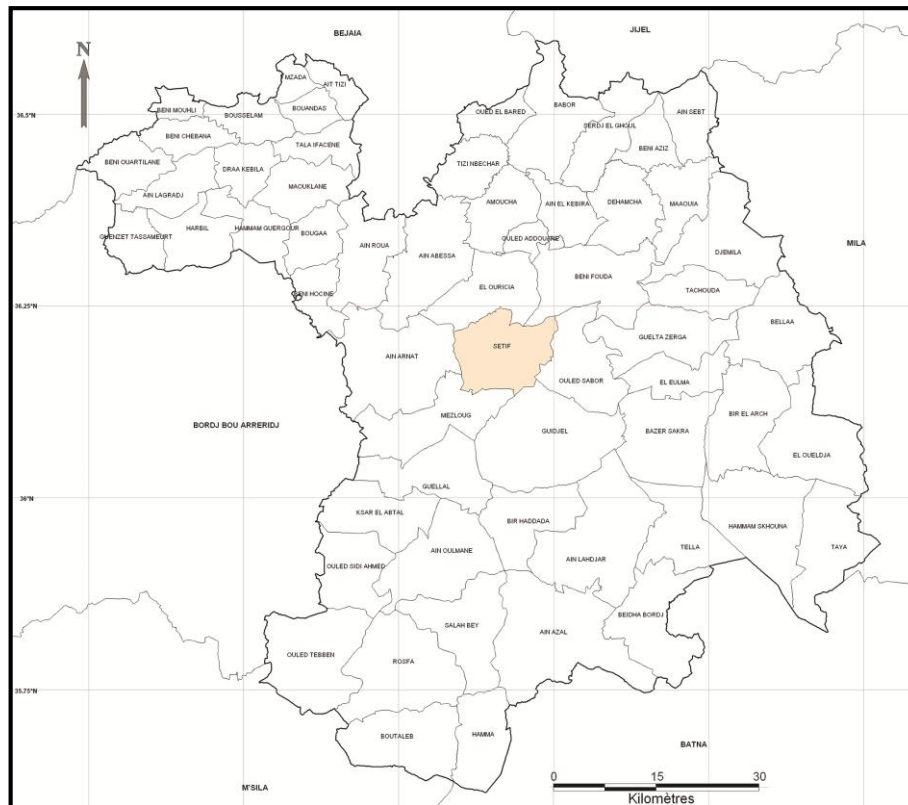 BEJAIA
JIJEL
N
MZADA
AIT TIZI
BENI MOUHLI
BOUSSELAM
BOUANDAS
OUED EL BARED
BABOR
AIN SEBT
36.5°N
BENI CHEBANA
TALA IFACENE
SERDJ EL GHOUL
BENI AZIZ
BENI OUARTILANE
DRAA KEBILA
MAOUKLANE
TIZI NBECHAR
AIN LAGRADJ
AMOUCHA
AIN EL KEBIRA
DEHAMCHA
MAAOUIA
GUENZET TASSAMEURT
HARBIL
HAMMAM GUERGOUR
BOUGAA
AIN ROUA
AIN ABESSA
OULED ADDOUANE
DJEMILA
MILA
BENI HOCINE
EL OURICIA
BENI FOUDA
TACHOUDA
36.25°N
BELLAA
AIN ARNAT
SETIF
GUELTA ZERGA
OULED SABOR
EL EULMA
MEZLOUG
BIR EL ARCH
BORDJ BOU ARRERIDJ
GUIDJEL
BAZER SAKRA
EL OUELDJA
GUELLAL
36°N
KSAR EL ABTAL
BIR HADDADA
HAMMAM SKHOUNA
AIN OULMANE
AIN LAHDJAR
TELLA
TAYA
OULED SIDI AHMED
BEIDHA BORDJ
SALAH BEY
AIN AZAL
OULED TEBBEN
ROSFA
35.75°N
BOUTALEB
HAMMA
BATNA
M'SILA
0 15 30
Kilomètres